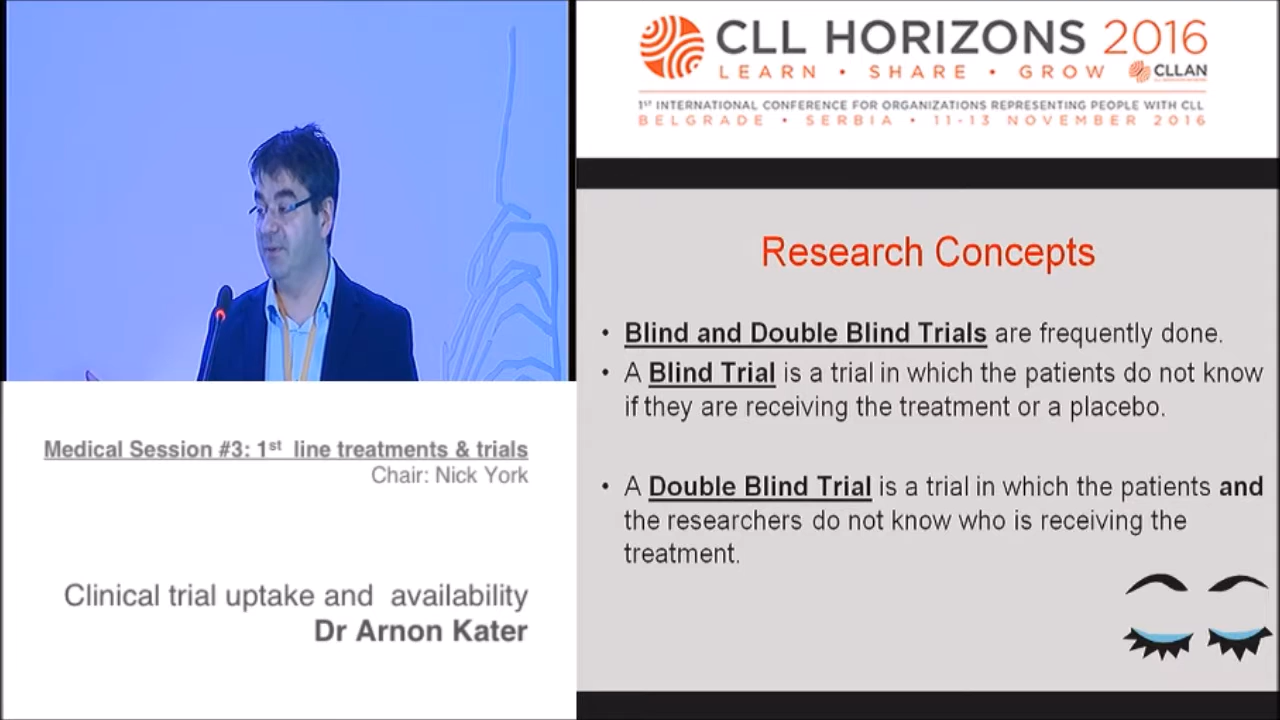 CLL HORIZONS 2016
LEARN • SHARE • GROW CLLAN
1ST INTERNATIONAL CONFERENCE FOR ORGANIZATIONS REPRESENTING PEOPLE WITH CLL
BELGRADE • SERBIA • 11-13 NOVEMBER 2016
Medical Session #3: 1st line treatments & trials
Chair: Nick York
Clinical trial uptake and availability
Dr Arnon Kater
Research Concepts
• Blind and Double Blind Trials are frequently done.
• A Blind Trial is a trial in which the patients do not know
if they are receiving the treatment or a placebo.
• A Double Blind Trial is a trial in which the patients and
the researchers do not know who is receiving the
treatment.